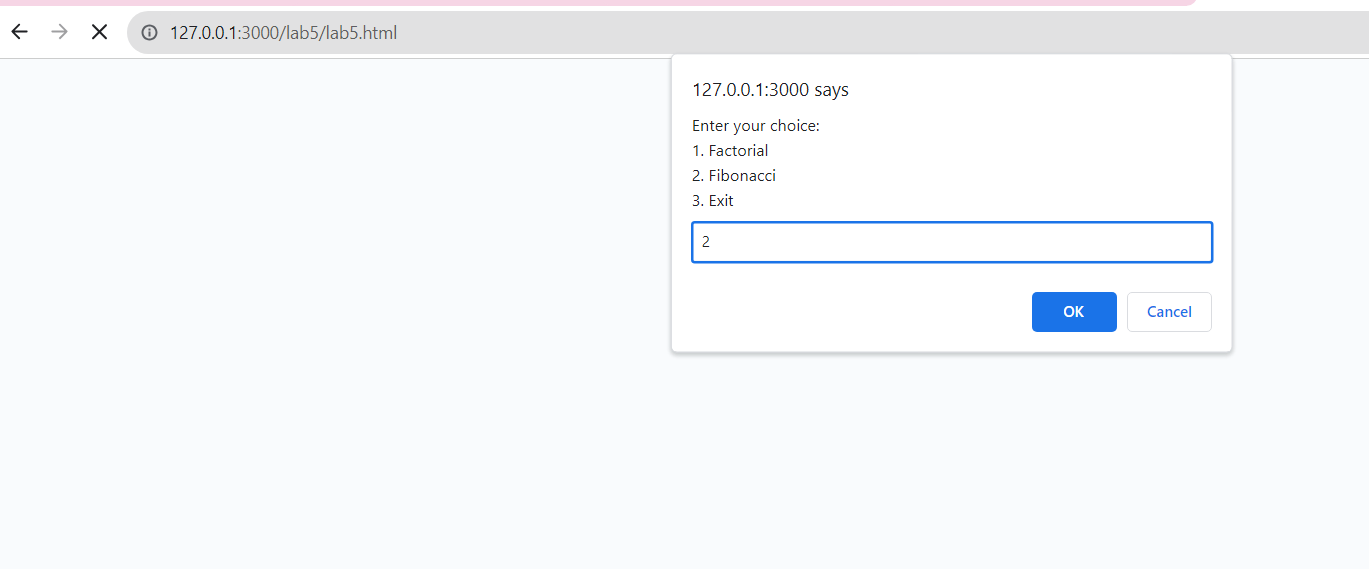 127.0.0.1:3000/lab5/lab5.html
127.0.0.1:3000 says
Enter your choice:
1. Factorial
2. Fibonacci
3. Exit
2
OK Cancel